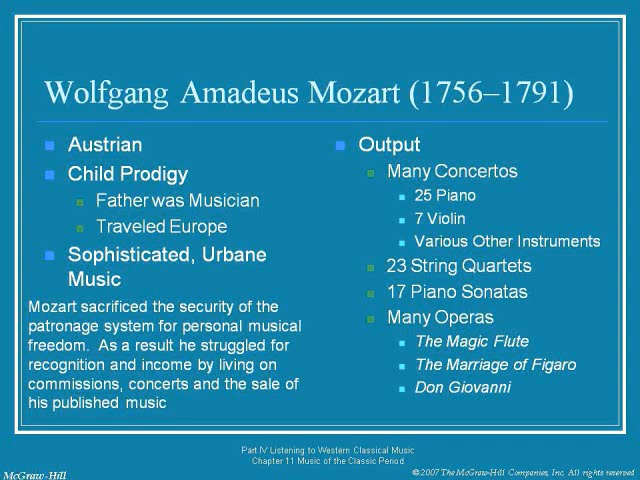 Wolfgang Amadeus Mozart (1756–1791)
Austrian
Child Prodigy
Father was Musician
Traveled Europe
Sophisticated, Urbane
Music
Mozart sacrificed the security of the
patronage system for personal musical
freedom. As a result he struggled for
recognition and income by living on
commissions, concerts and the sale of
his published music
Output
Many Concertos
25 Piano
7 Violin
Various Other Instruments
23 String Quartets
17 Piano Sonatas
Many Operas
The Magic Flute
The Marriage of Figaro
Don Giovanni
Part IV Listening to Western Classical Music
Chapter 11 Music of the Classic Period
McGraw-Hill
©2007 The McGraw-Hill Companies, Inc. All rights reserved